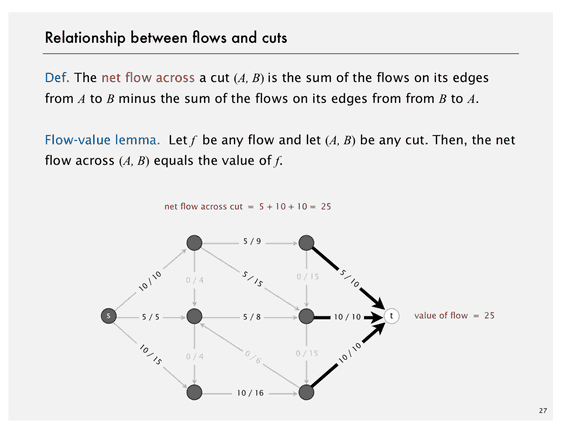 Relationship between flows and cuts
Def. The net flow across a cut (A, B) is the sum of the flows on its edges
from A to B minus the sum of the flows on its edges from from B to A.
Flow-value lemma. Let f be any flow and let (A, B) be any cut. Then, the net
flow across (A, B) equals the value of f.
net flow across cut = 5 + 10 + 10 = 25
5 / 9
10 / 10
0 / 4
5 / 15
0 / 15
5 / 10
s
5 / 5
5 / 8
10 / 10
t
value of flow = 25
10 / 15
0 / 4
0 / 6
0 / 15
10 / 10
10 / 16
27